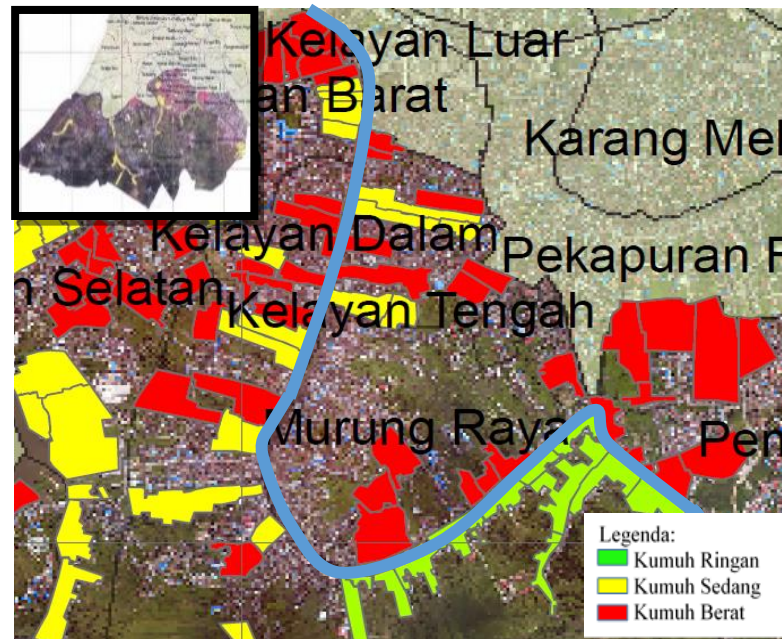 Kelayan Luar
an Barat
Karang Mel
Kelayan Dalam
Pekapuran R
n Selatan
Kelayan Tengah
Murung Raya
Pen
Legenda:
Kumuh Ringan
Kumuh Sedang
Kumuh Berat